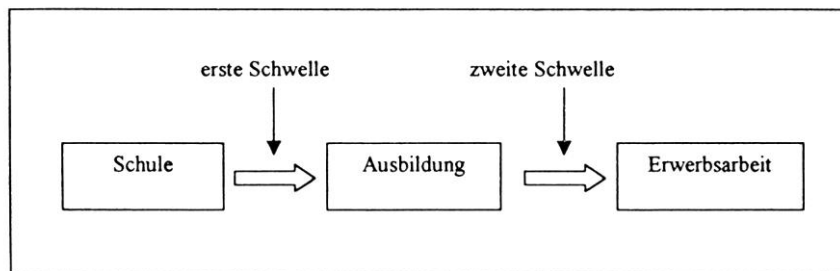 erste Schwelle
zweite Schwelle
Schule
Ausbildung
Erwerbsarbeit